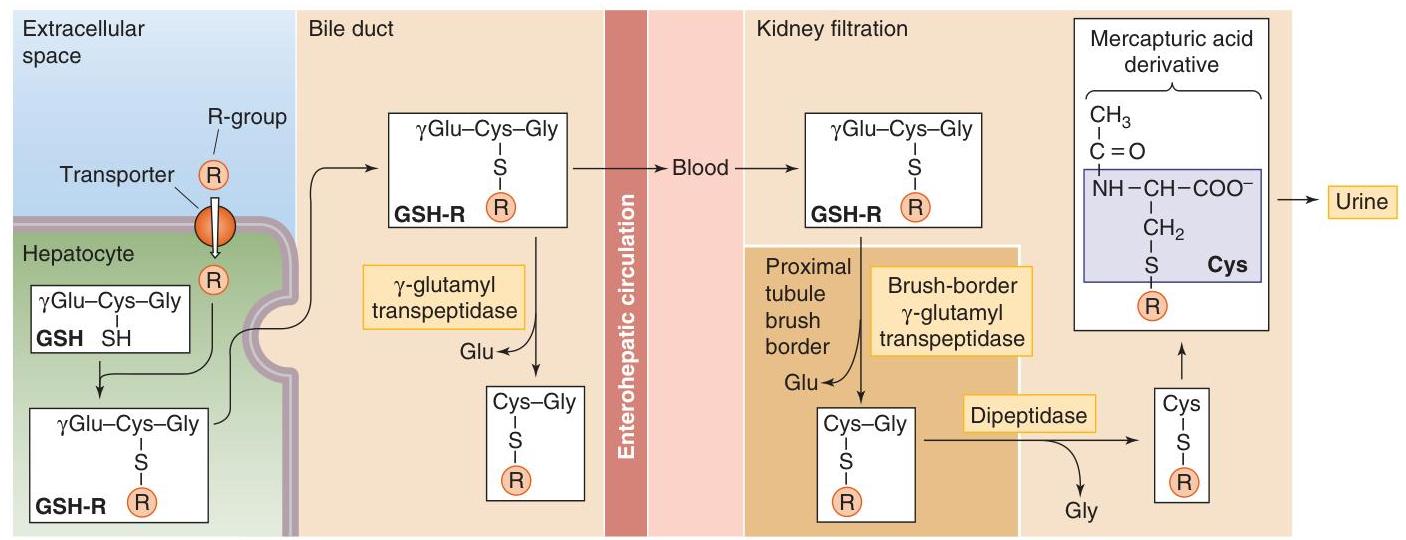 Extracellular
space
R-group
Transporter
R
Hepatocyte
R
γGlu–Cys–Gly
GSH SH
γGlu–Cys–Gly
S
GSH-R R
Bile duct
γGlu–Cys–Gly
S
GSH-R R
γ-glutamyl
transpeptidase
Glu
Cys–Gly
S
R
Enterohepatic circulation
Blood
Kidney filtration
γGlu–Cys–Gly
S
GSH-R R
Proximal
tubule
brush
border
Brush-border
γ-glutamyl
transpeptidase
Glu
Cys–Gly
S
R
Dipeptidase
Gly
Cys
S
R
Mercapturic acid
derivative
CH₃
C=O
NH–CH–COO⁻
CH₂
S Cys
R
Urine